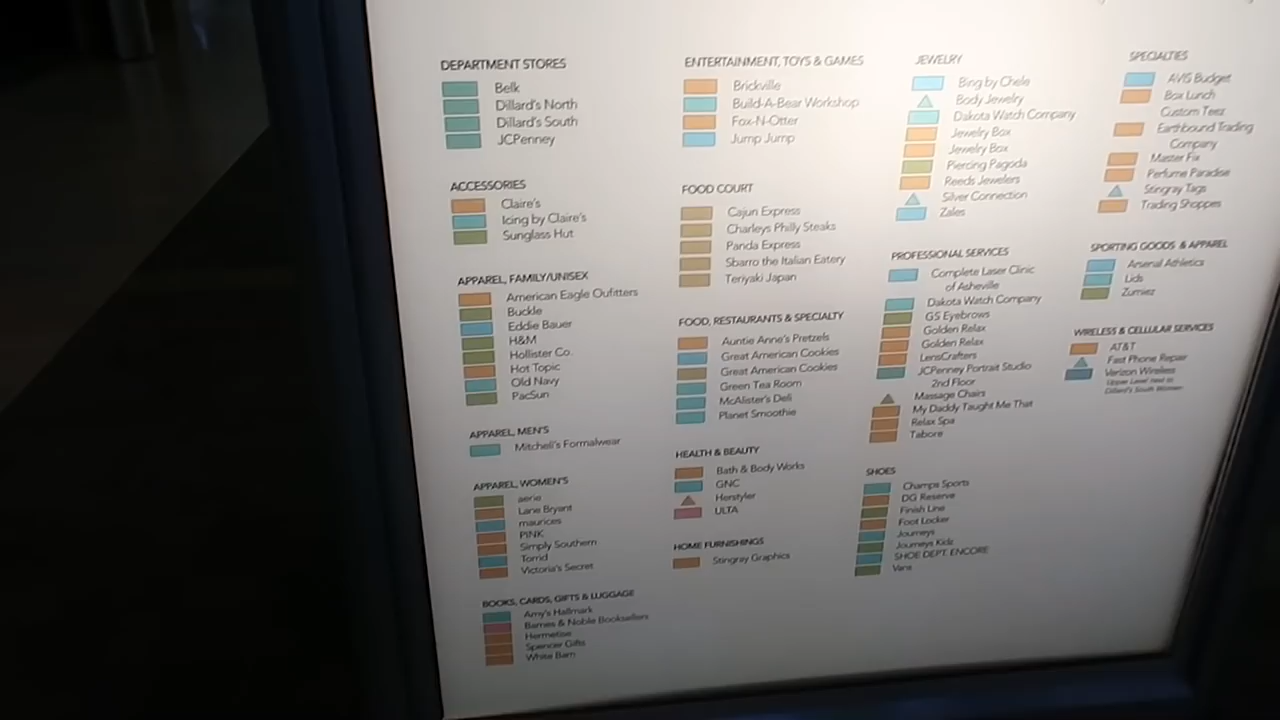 DEPARTMENT STORES
Belk
Dillard's North
Dillard's South
JCPenney
ACCESSORIES
Claire's
Icing by Claire's
Sunglass Hut
APPAREL, FAMILY/UNISEX
American Eagle Oufitters
Buckle
Eddie Bauer
H&M
Hollister Co.
Hot Topic
Old Navy
PacSun
APPAREL, MEN'S
Mitchell's Formalwear
APPAREL, WOMEN'S
aerie
Lane Bryant
maurices
PINK
Simply Southern
Torrid
Victoria's Secret
BOOKS, CARDS, GIFTS & LUGGAGE
Amy's Hallmark
Barnes & Noble Booksellers
Hermetise
Spencer Gifts
White Barn
ENTERTAINMENT, TOYS & GAMES
Brickville
Build-A-Bear Workshop
Fox-N-Otter
Jump Jump
FOOD COURT
Cajun Express
Charleys Philly Steaks
Panda Express
Sbarro the Italian Eatery
Teriyaki Japan
FOOD, RESTAURANTS & SPECIALTY
Auntie Anne's Pretzels
Great American Cookies
Great American Cookies
Green Tea Room
McAlister's Deli
Planet Smoothie
HEALTH & BEAUTY
Bath & Body Works
GNC
Herstyler
ULTA
HOME FURNISHINGS
Stingray Graphics
JEWELRY
Bing by Chele
Body Jewelry
Dakota Watch Company
Jewelry Box
Jewelry Box
Piercing Pagoda
Reeds Jewelers
Silver Connection
Zales
PROFESSIONAL SERVICES
Complete Laser Clinic
of Asheville
Dakota Watch Company
GS Eyebrows
Golden Relax
Golden Relax
LensCrafters
JCPenney Portrait Studio
2nd Floor
Massage Chairs
My Daddy Taught Me That
Relax Spa
Tabore
SHOES
Champs Sports
DG Reserve
Finish Line
Foot Locker
Journeys
Journeys Kidz
SHOE DEPT. ENCORE
Vans
SPECIALTIES
AVIS Budget
Box Lunch
Custom Teez
Earthbound Trading
Company
Master Fix
Perfume Paradise
Stingray Tags
Trading Shoppes
SPORTING GOODS & APPAREL
Arsenal Athletics
Lids
Zumiez
WIRELESS & CELLULAR SERVICES
AT&T
Fast Phone Repair
Verizon Wireless
Upper Level next to
Dillard's South Women